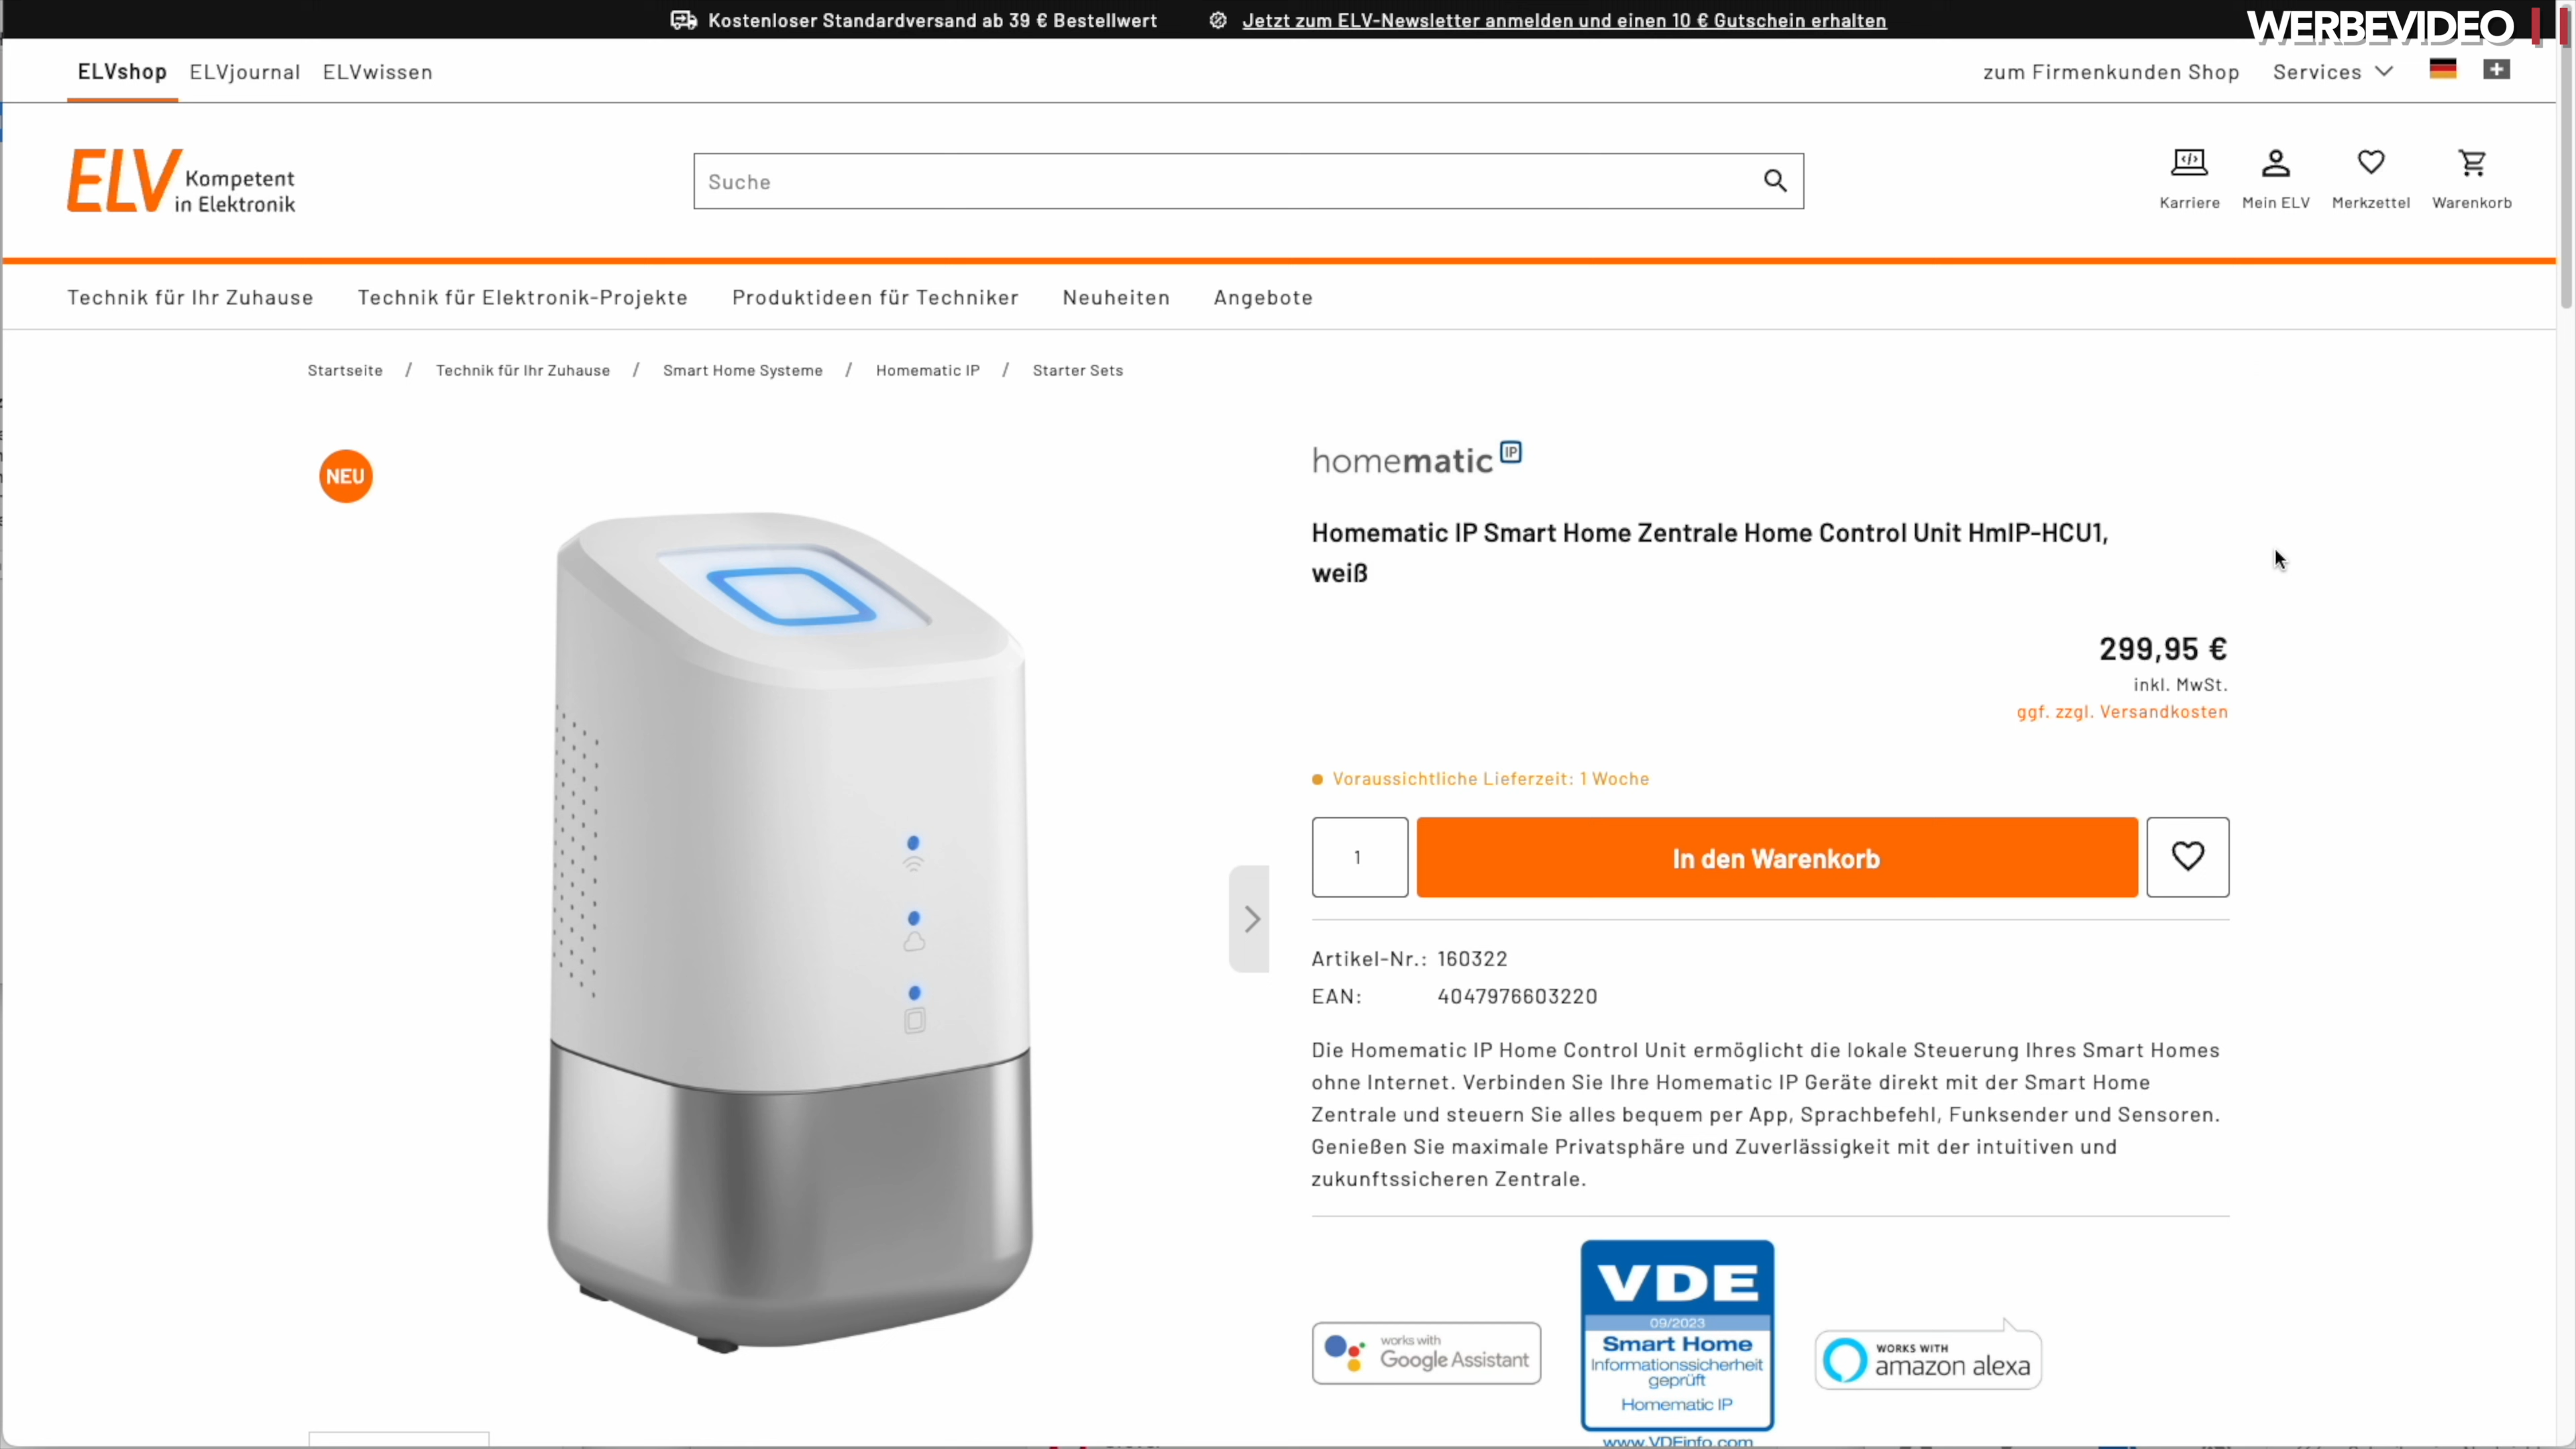 Kostenloser Standardversand ab 39 € Bestellwert
Jetzt zum ELV-Newsletter anmelden und einen 10 € Gutschein erhalten
WERBEVIDEO
ELVshop ELVjournal ELVwissen
zum Firmenkunden Shop Services
ELV Kompetent
in Elektronik
Suche
Karriere Mein ELV Merkzettel Warenkorb
Technik für Ihr Zuhause Technik für Elektronik-Projekte Produktideen für Techniker Neuheiten Angebote
Startseite / Technik für Ihr Zuhause / Smart Home Systeme / Homematic IP / Starter Sets
NEU
homematic IP
Homematic IP Smart Home Zentrale Home Control Unit HmIP-HCU1,
weiß
299,95 €
inkl. MwSt.
ggf. zzgl. Versandkosten
Voraussichtliche Lieferzeit: 1 Woche
1
In den Warenkorb
Artikel-Nr.: 160322
EAN: 4047976603220
Die Homematic IP Home Control Unit ermöglicht die lokale Steuerung Ihres Smart Homes
ohne Internet. Verbinden Sie Ihre Homematic IP Geräte direkt mit der Smart Home
Zentrale und steuern Sie alles bequem per App, Sprachbefehl, Funksender und Sensoren.
Genießen Sie maximale Privatsphäre und Zuverlässigkeit mit der intuitiven und
zukunftssicheren Zentrale.
works with
Google Assistant
VDE
09/2023
Smart Home
Informationssicherheit
geprüft
Homematic IP
www.VDEinfo.com
WORKS WITH
amazon alexa